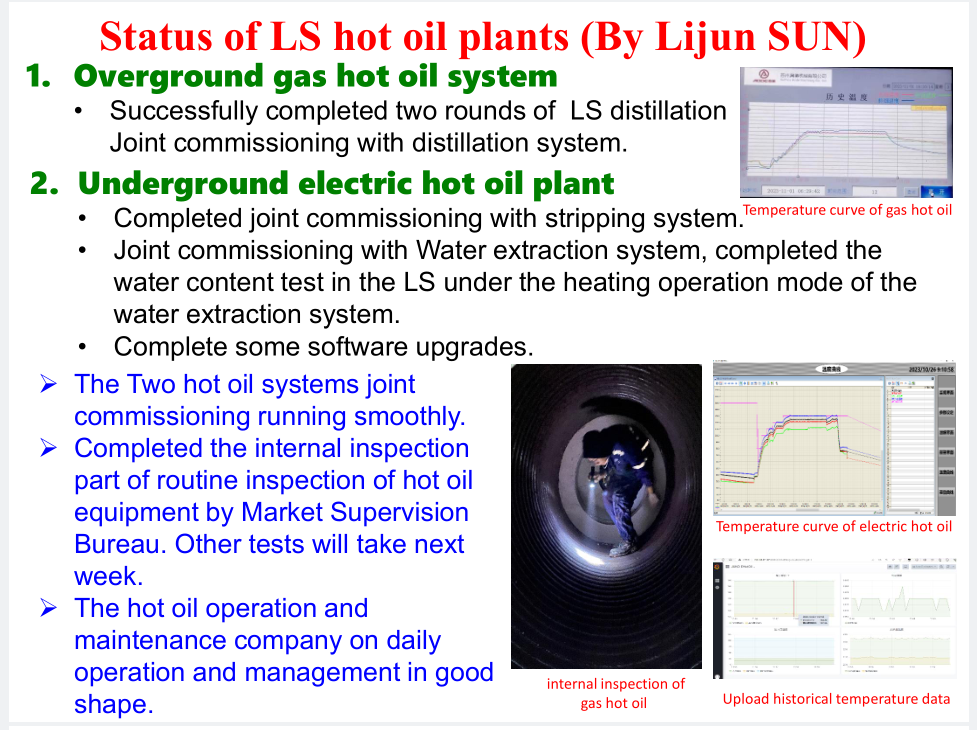 Status of LS hot oil plants (By Lijun SUN)
1. Overground gas hot oil system
• Successfully completed two rounds of LS distillation
Joint commissioning with distillation system.
历史温度
Temperature curve of gas hot oil
2. Underground electric hot oil plant
• Completed joint commissioning with stripping system.
• Joint commissioning with Water extraction system, completed the
water content test in the LS under the heating operation mode of the
water extraction system.
• Complete some software upgrades.
➢ The Two hot oil systems joint
commissioning running smoothly.
➢ Completed the internal inspection
part of routine inspection of hot oil
equipment by Market Supervision
Bureau. Other tests will take next
week.
➢ The hot oil operation and
maintenance company on daily
operation and management in good
shape.
internal inspection of
gas hot oil
Temperature curve of electric hot oil
Upload historical temperature data